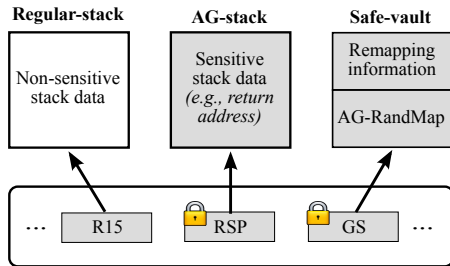 Regular-stack
AG-stack
Safe-vault
Non-sensitive
stack data
Sensitive
stack data
(e.g., return
address)
Remapping
information
AG-RandMap
... R15 RSP GS ...